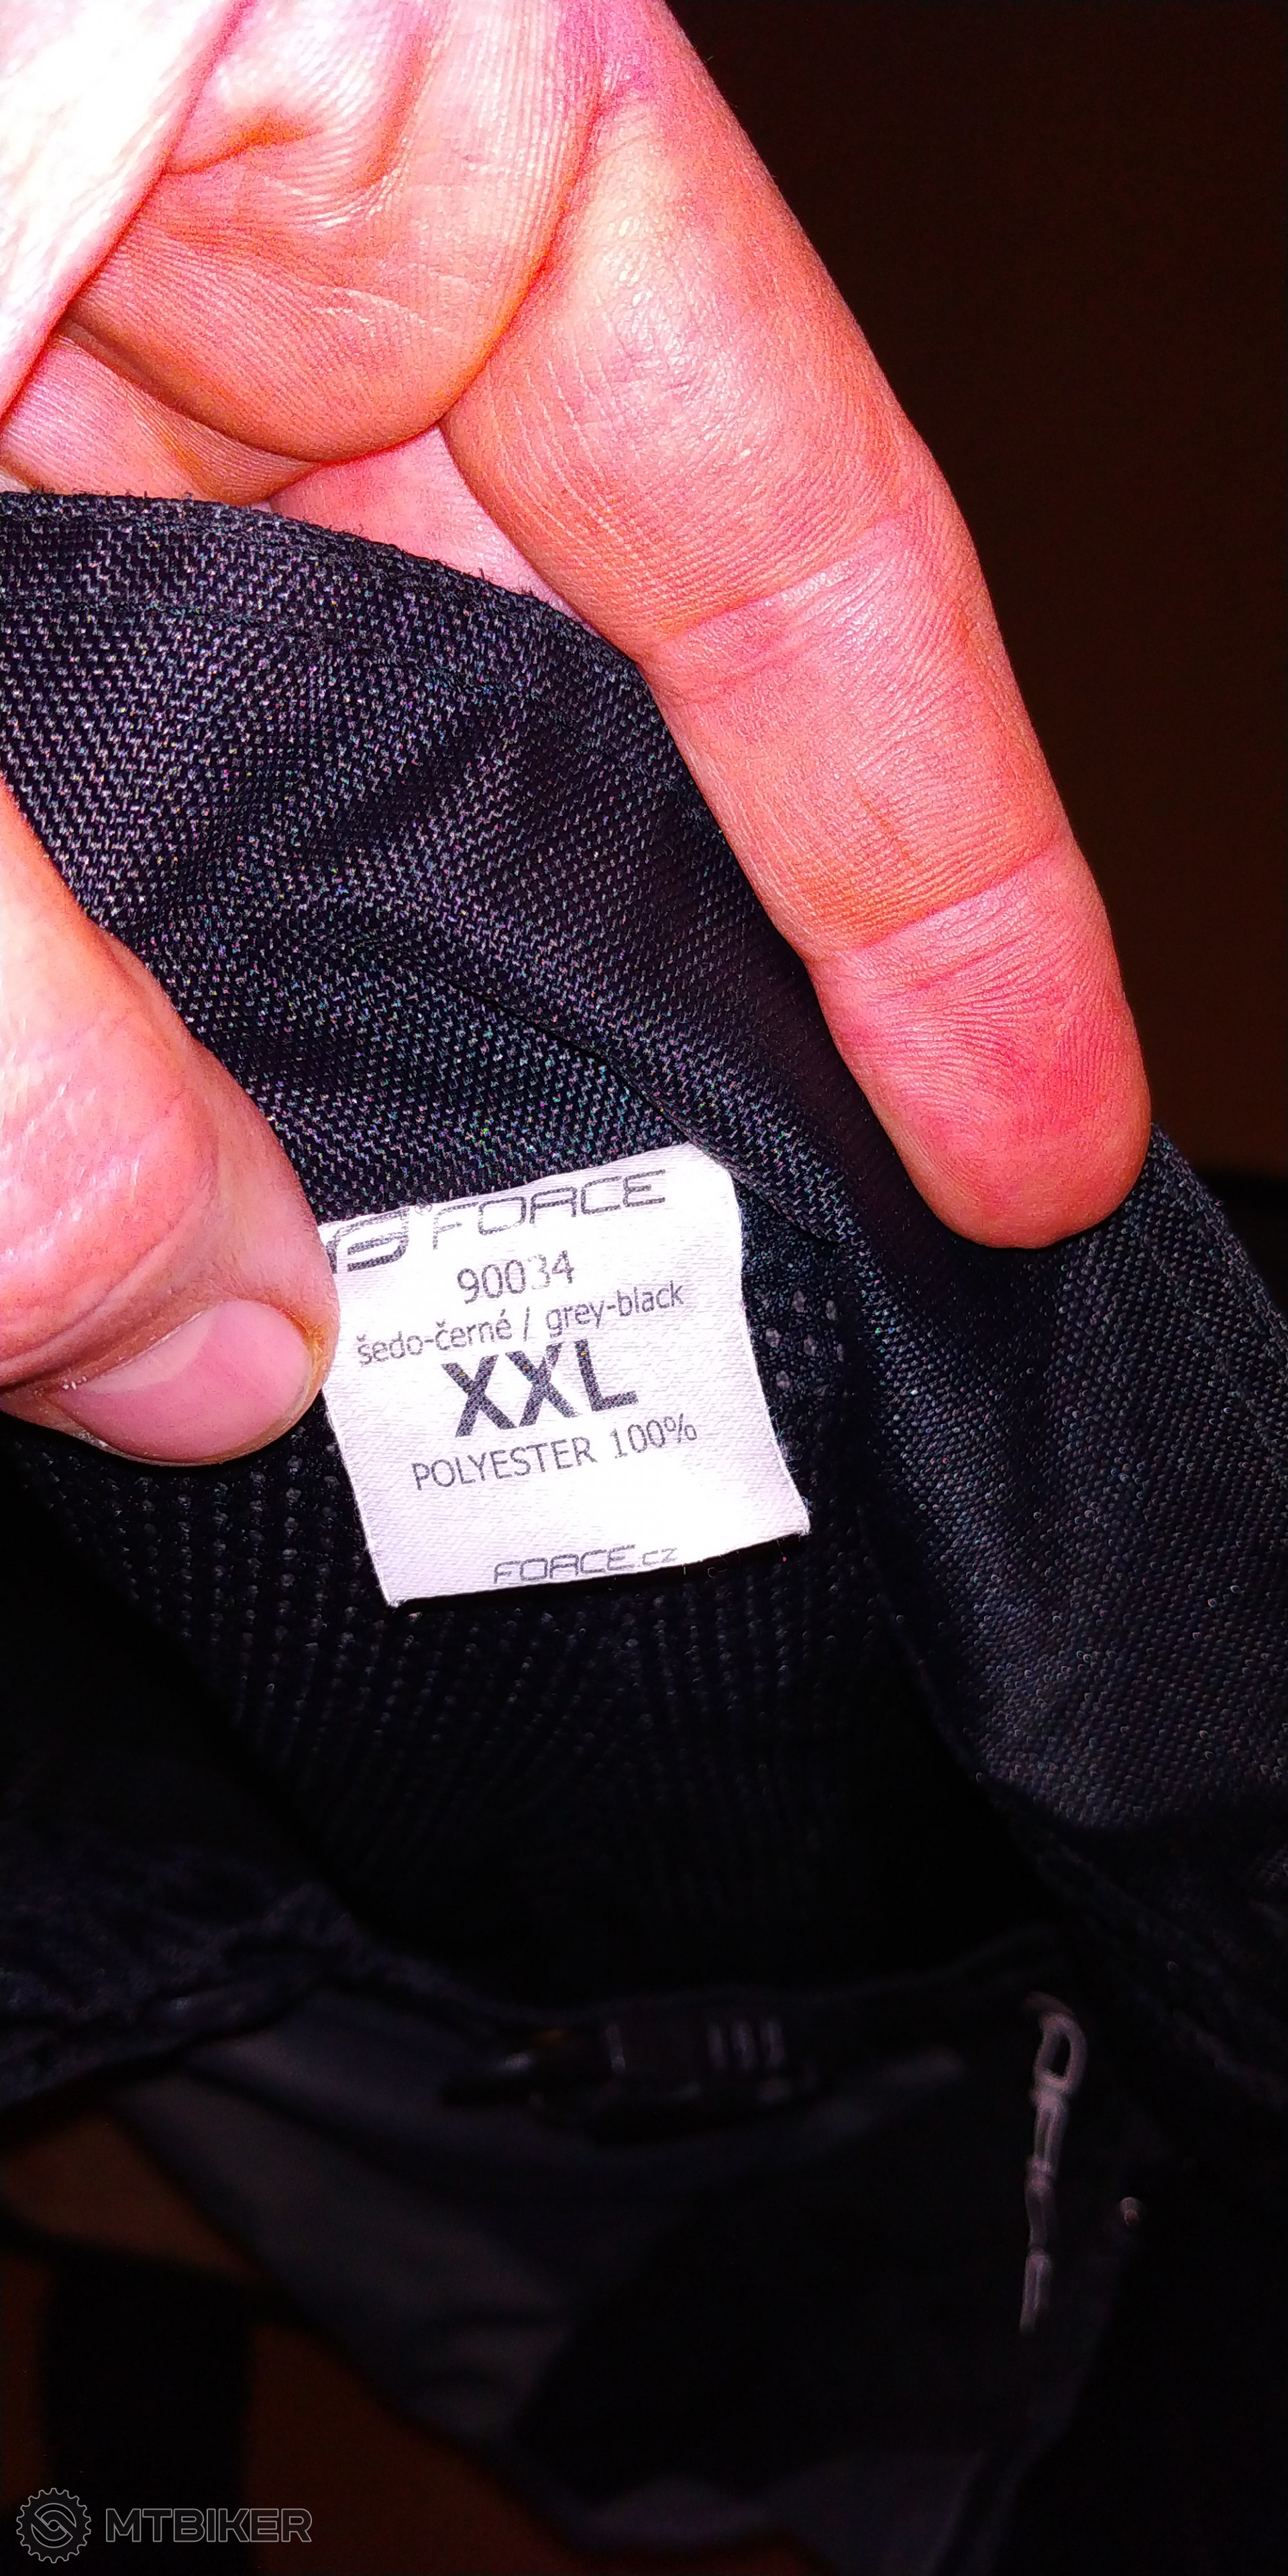 FORCE
90034
šedo-černé / grey-black
XXL
POLYESTER 100%
FORCE.cz
MTBIKER